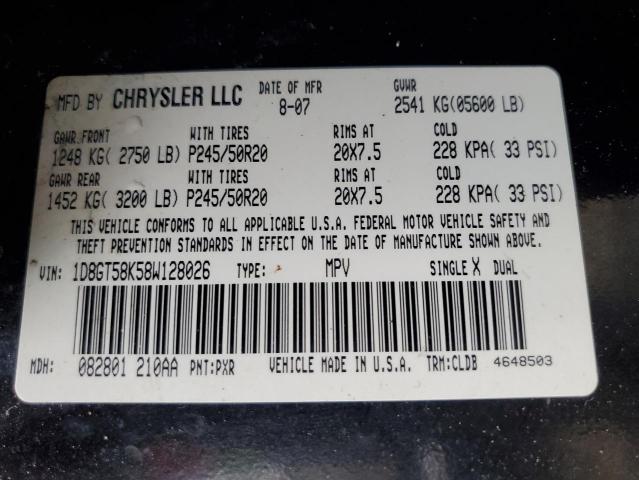 MFD BY CHRYSLER LLC DATE OF MFR 8-07 GVWR 2541 KG(05600 LB)
GAWR FRONT WITH TIRES RIMS AT COLD
1248 KG( 2750 LB) P245/50R20 20X7.5 228 KPA( 33 PSI)
GAWR REAR WITH TIRES RIMS AT COLD
1452 KG( 3200 LB) P245/50R20 20X7.5 228 KPA( 33 PSI)
THIS VEHICLE CONFORMS TO ALL APPLICABLE U.S.A. FEDERAL MOTOR VEHICLE SAFETY AND
THEFT PREVENTION STANDARDS IN EFFECT ON THE DATE OF MANUFACTURE SHOWN ABOVE.
VIN: 1D8GT58K58W128026 TYPE: MPV SINGLE X DUAL
MDH: 082801 210AA PNT:PXR VEHICLE MADE IN U.S.A. TRM:CLDB 4648503